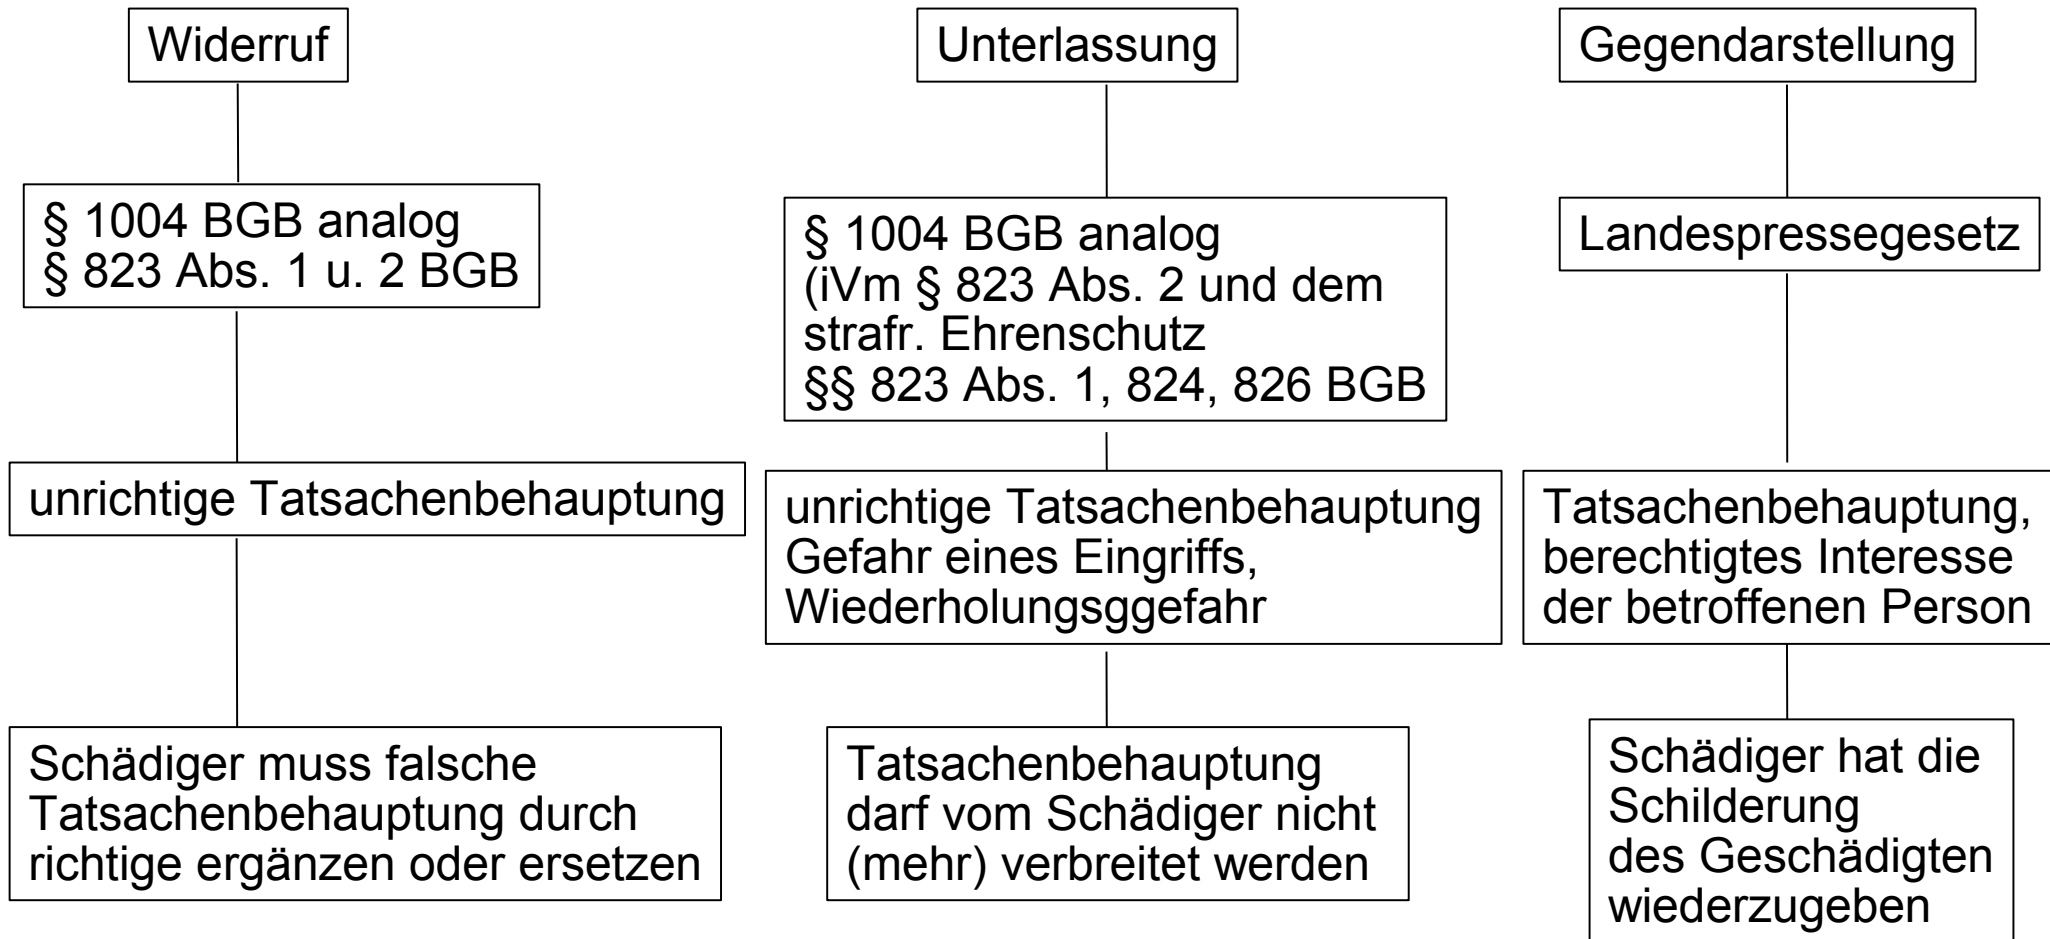 Widerruf
§ 1004 BGB analog
§ 823 Abs. 1 u. 2 BGB
unrichtige Tatsachenbehauptung
Schädiger muss falsche
Tatsachenbehauptung durch
richtige ergänzen oder ersetzen
Unterlassung
§ 1004 BGB analog
(iVm § 823 Abs. 2 und dem
strafr. Ehrenschutz
§§ 823 Abs. 1, 824, 826 BGB
unrichtige Tatsachenbehauptung
Gefahr eines Eingriffs,
Wiederholungsggefahr
Tatsachenbehauptung
darf vom Schädiger nicht
(mehr) verbreitet werden
Gegendarstellung
Landespressegesetz
Tatsachenbehauptung,
berechtigtes Interesse
der betroffenen Person
Schädiger hat die
Schilderung
des Geschädigten
wiederzugeben